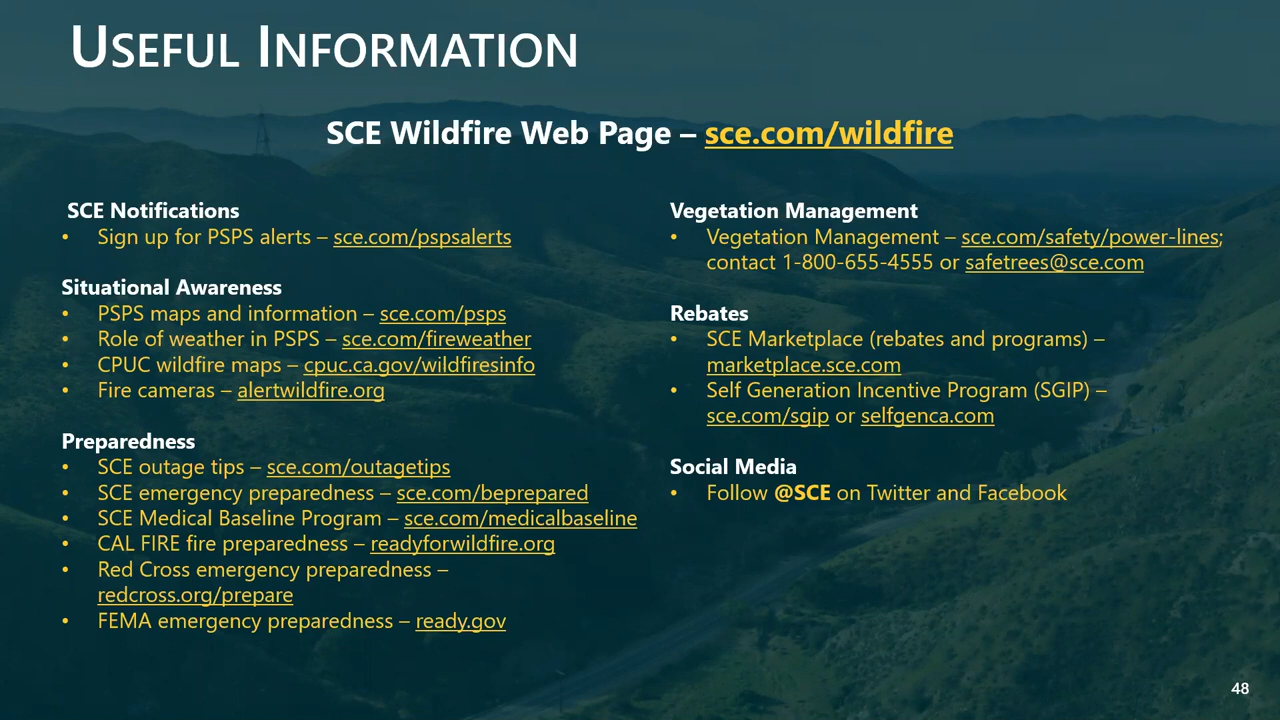 USEFUL INFORMATION
SCE Wildfire Web Page – sce.com/wildfire
SCE Notifications
• Sign up for PSPS alerts – sce.com/pspsalerts
Situational Awareness
• PSPS maps and information – sce.com/psps
• Role of weather in PSPS – sce.com/fireweather
• CPUC wildfire maps – cpuc.ca.gov/wildfiresinfo
• Fire cameras – alertwildfire.org
Preparedness
• SCE outage tips – sce.com/outagetips
• SCE emergency preparedness – sce.com/beprepared
• SCE Medical Baseline Program – sce.com/medicalbaseline
• CAL FIRE fire preparedness – readyforwildfire.org
• Red Cross emergency preparedness –
redcross.org/prepare
• FEMA emergency preparedness – ready.gov
Vegetation Management
• Vegetation Management – sce.com/safety/power-lines;
contact 1-800-655-4555 or safetrees@sce.com
Rebates
• SCE Marketplace (rebates and programs) –
marketplace.sce.com
• Self Generation Incentive Program (SGIP) –
sce.com/sgip or selfgenca.com
Social Media
• Follow @SCE on Twitter and Facebook
48